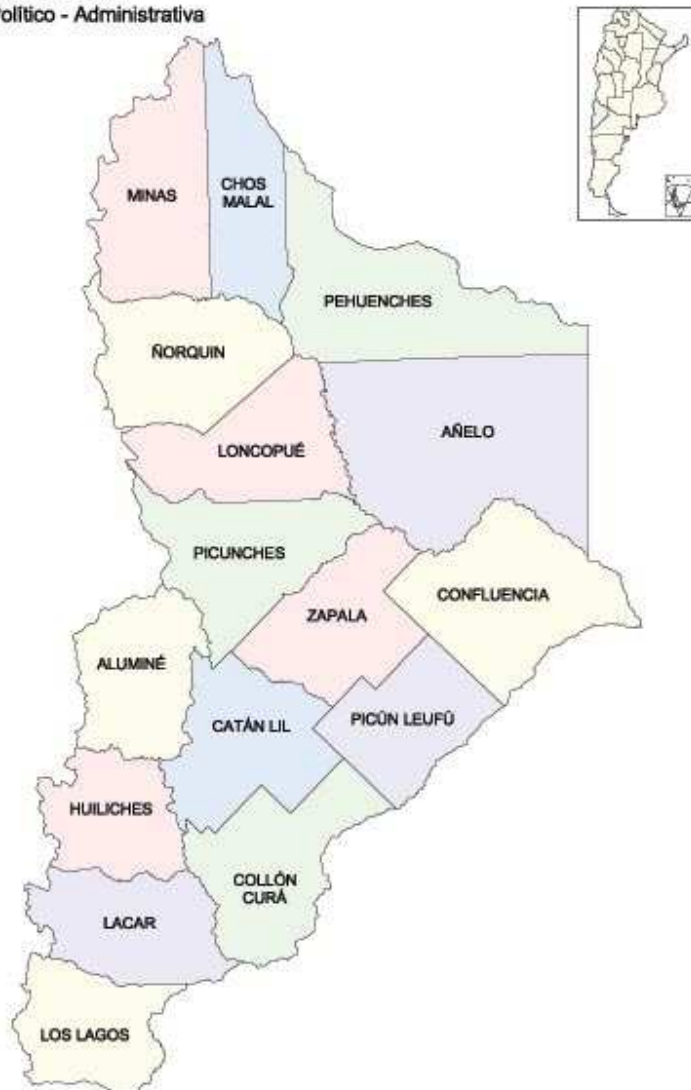 olítico - Administrativa
MINAS
CHOS
MALAL
PEHUENCHES
ÑORQUIN
LONCOPUÉ
AÑELO
PICUNCHES
CONFLUENCIA
ZAPALA
ALUMINÉ
CATÁN LIL
PICÚN LEUFÚ
HUILICHES
COLLÓN
CURÁ
LACAR
LOS LAGOS